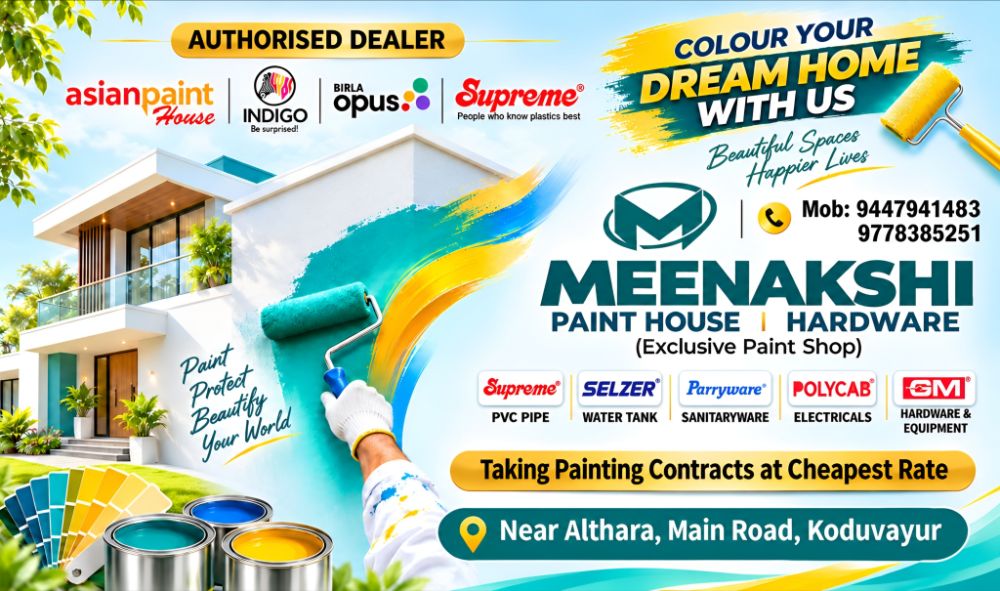 AUTHORISED DEALER
asianpaint
House
INDIGO
Be surprised!
BIRLA
opus
Supreme®
People who know plastics best
COLOUR YOUR
DREAM HOME
WITH US
Beautiful Spaces
Happier Lives
Mob: 9447941483
9778385251
MEENAKSHI
PAINT HOUSE | HARDWARE
(Exclusive Paint Shop)
Paint
Protect
Beautify
Your World
Supreme®
PVC PIPE
SELZER®
WATER TANK
Parryware®
SANITARYWARE
POLYCAB®
ELECTRICALS
GM®
HARDWARE &
EQUIPMENT
Taking Painting Contracts at Cheapest Rate
Near Althara, Main Road, Koduvayur